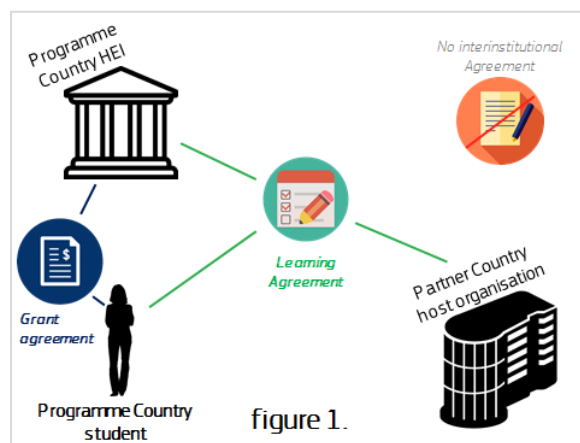 Programme
Country HEI
No interinstitutional
Agreement
$
Learning
Agreement
Partner Country
host organisation
Grant
agreement
Programme Country
student
figure 1.